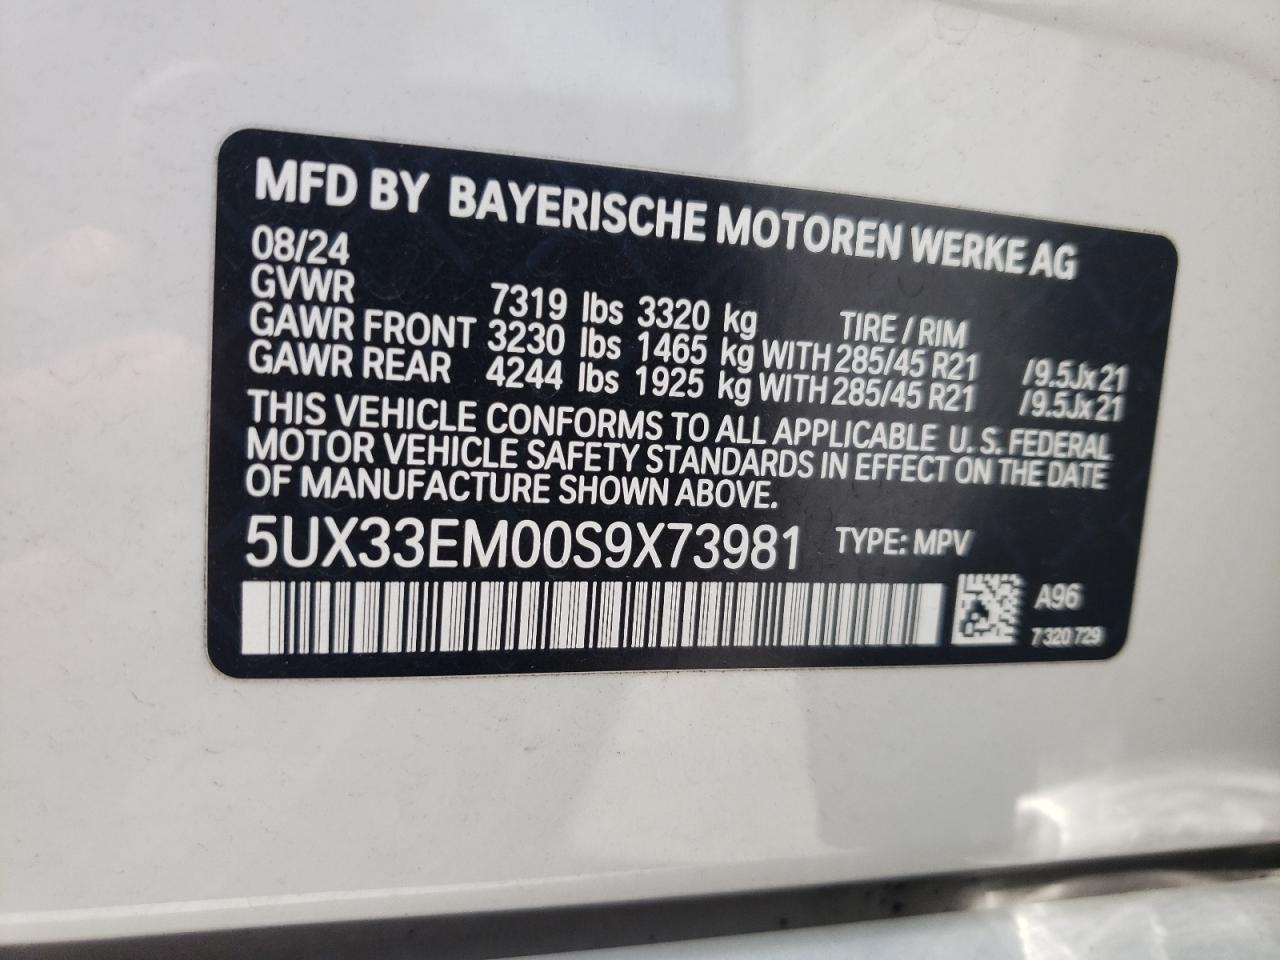 MFD BY BAYERISCHE MOTOREN WERKE AG
08/24
GVWR 7319 lbs 3320 kg TIRE / RIM
GAWR FRONT 3230 lbs 1465 kg WITH 285/45 R21 /9.5Jx21
GAWR REAR 4244 lbs 1925 kg WITH 285/45 R21 /9.5Jx21
THIS VEHICLE CONFORMS TO ALL APPLICABLE U. S. FEDERAL
MOTOR VEHICLE SAFETY STANDARDS IN EFFECT ON THE DATE
OF MANUFACTURE SHOWN ABOVE.
5UX33EM00S9X73981 TYPE: MPV
A96
7 320 729